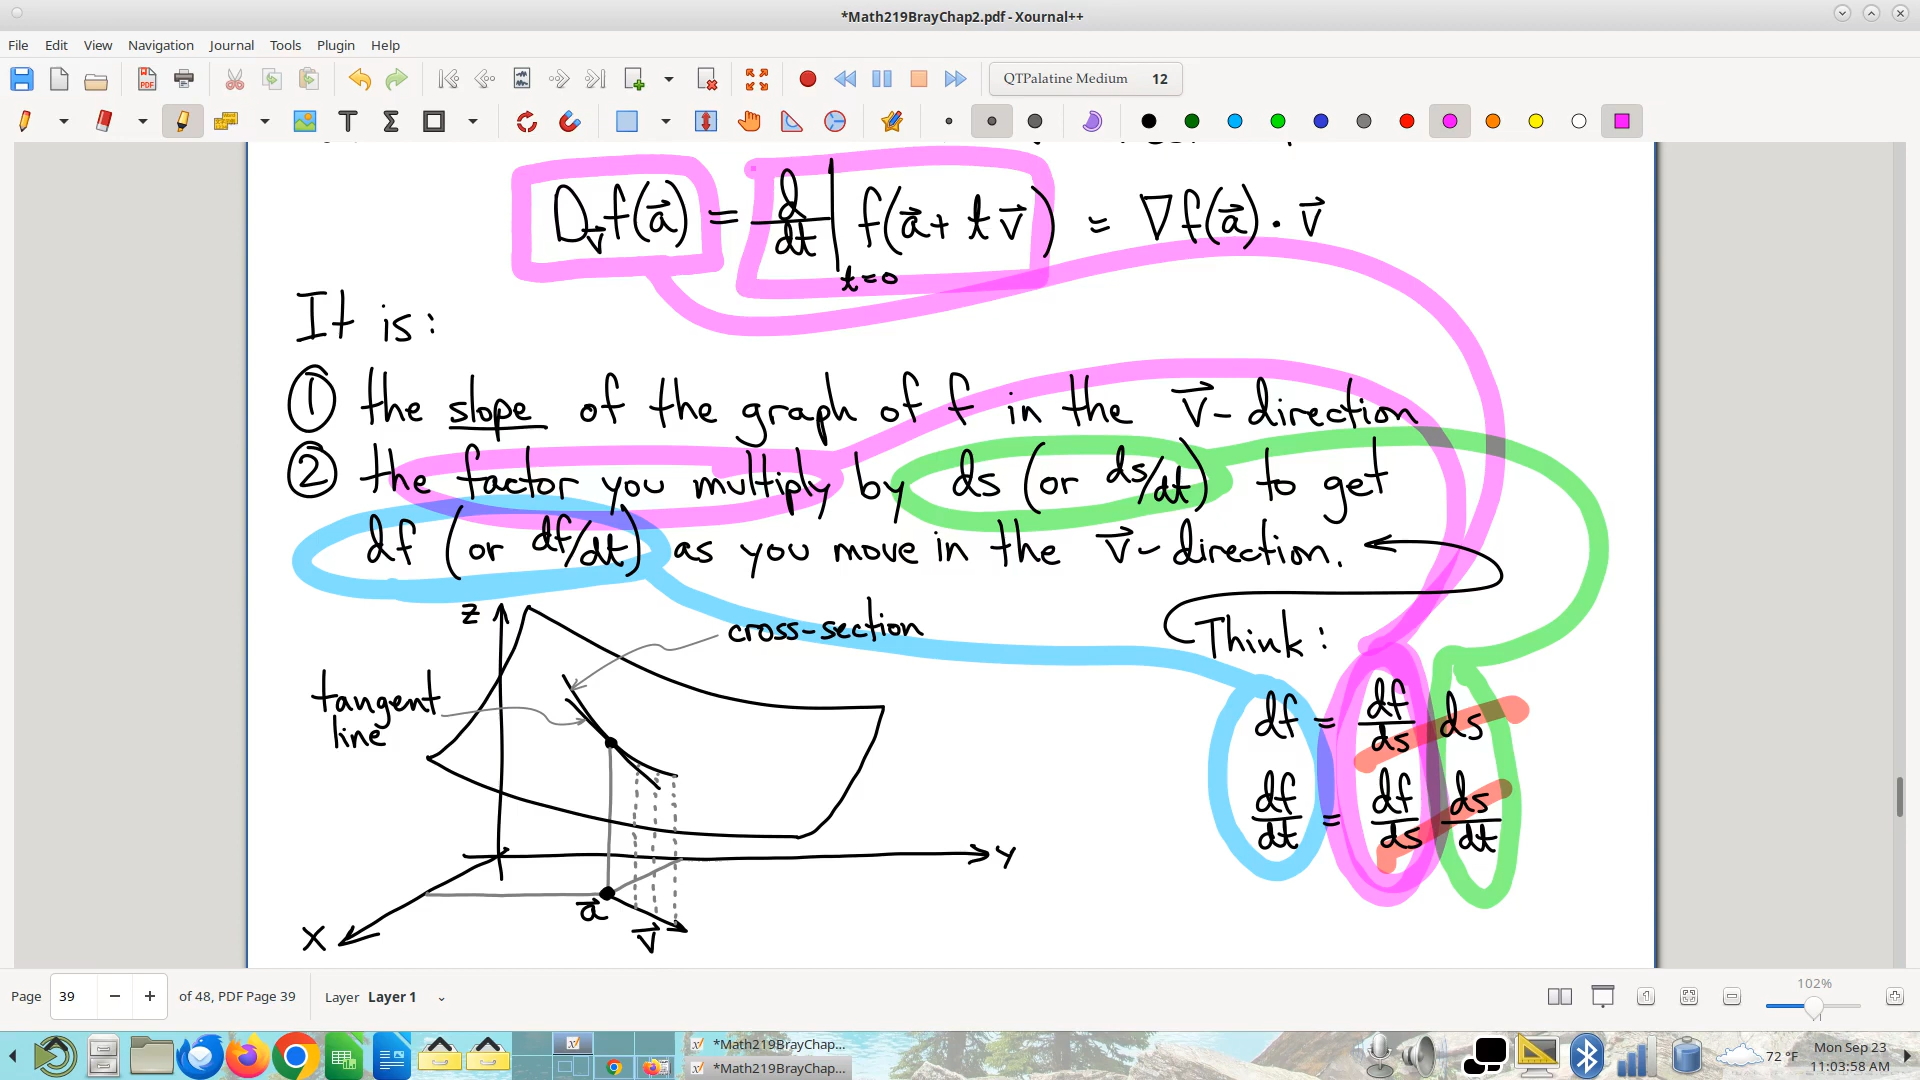 *Math219BrayChap2.pdf - Xournal++
File Edit View Navigation Journal Tools Plugin Help
QTPalatine Medium 12
D_v⃗ f(a⃗) = d/dt|_{t=0} f(a⃗ + t v⃗) = ∇f(a⃗) · v⃗
It is:
① the slope of the graph of f in the v⃗-direction
② the factor you multiply by ds (or ds/dt) to get
df (or df/dt) as you move in the v⃗-direction.
Think:
z
cross-section
tangent
line
df = df/ds ds
df/dt = df/ds ds/dt
y
a⃗
x
v⃗
Page 39 of 48, PDF Page 39 Layer Layer 1
102%
*Math219BrayChap...
*Math219BrayChap...
72 °F
Mon Sep 23
11:03:58 AM